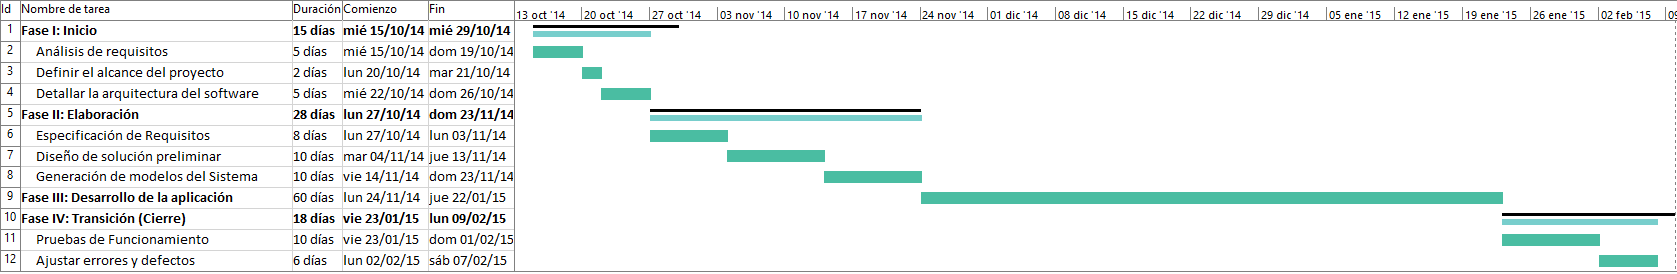 Id Nombre de tarea Duración Comienzo Fin 13 oct '14 20 oct '14 27 oct '14 03 nov '14 10 nov '14 17 nov '14 24 nov '14 01 dic '14 08 dic '14 15 dic '14 22 dic '14 29 dic '14 05 ene '15 12 ene '15 19 ene '15 26 ene '15 02 feb '15 09
1 Fase I: Inicio 15 días mié 15/10/14 mié 29/10/14
2 Análisis de requisitos 5 días mié 15/10/14 dom 19/10/14
3 Definir el alcance del proyecto 2 días lun 20/10/14 mar 21/10/14
4 Detallar la arquitectura del software 5 días mié 22/10/14 dom 26/10/14
5 Fase II: Elaboración 28 días lun 27/10/14 dom 23/11/14
6 Especificación de Requisitos 8 días lun 27/10/14 lun 03/11/14
7 Diseño de solución preliminar 10 días mar 04/11/14 jue 13/11/14
8 Generación de modelos del Sistema 10 días vie 14/11/14 dom 23/11/14
9 Fase III: Desarrollo de la aplicación 60 días lun 24/11/14 jue 22/01/15
10 Fase IV: Transición (Cierre) 18 días vie 23/01/15 lun 09/02/15
11 Pruebas de Funcionamiento 10 días vie 23/01/15 dom 01/02/15
12 Ajustar errores y defectos 6 días lun 02/02/15 sáb 07/02/15